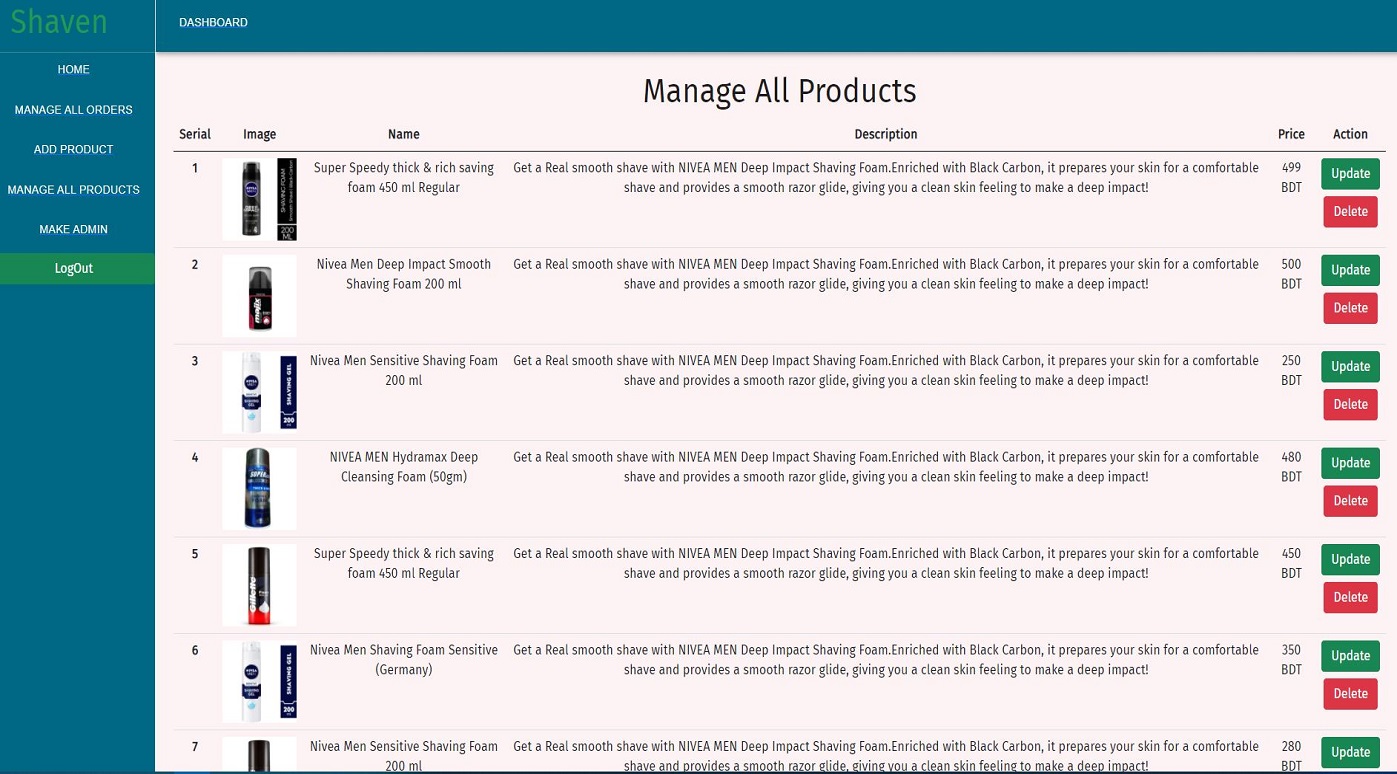 Shaven
DASHBOARD
HOME
MANAGE ALL ORDERS
ADD PRODUCT
MANAGE ALL PRODUCTS
MAKE ADMIN
LogOut
Manage All Products
Serial Image Name Description Price Action
1
SHAVING FOAM
200
ML
Super Speedy thick & rich saving
foam 450 ml Regular
Get a Real smooth shave with NIVEA MEN Deep Impact Shaving Foam.Enriched with Black Carbon, it prepares your skin for a comfortable
shave and provides a smooth razor glide, giving you a clean skin feeling to make a deep impact!
499
BDT
Update
Delete
2
Nivea Men Deep Impact Smooth
Shaving Foam 200 ml
Get a Real smooth shave with NIVEA MEN Deep Impact Shaving Foam.Enriched with Black Carbon, it prepares your skin for a comfortable
shave and provides a smooth razor glide, giving you a clean skin feeling to make a deep impact!
500
BDT
Update
Delete
3
SHAVING GEL
200
Nivea Men Sensitive Shaving Foam
200 ml
Get a Real smooth shave with NIVEA MEN Deep Impact Shaving Foam.Enriched with Black Carbon, it prepares your skin for a comfortable
shave and provides a smooth razor glide, giving you a clean skin feeling to make a deep impact!
250
BDT
Update
Delete
4
NIVEA MEN Hydramax Deep
Cleansing Foam (50gm)
Get a Real smooth shave with NIVEA MEN Deep Impact Shaving Foam.Enriched with Black Carbon, it prepares your skin for a comfortable
shave and provides a smooth razor glide, giving you a clean skin feeling to make a deep impact!
480
BDT
Update
Delete
5
Gillette
Super Speedy thick & rich saving
foam 450 ml Regular
Get a Real smooth shave with NIVEA MEN Deep Impact Shaving Foam.Enriched with Black Carbon, it prepares your skin for a comfortable
shave and provides a smooth razor glide, giving you a clean skin feeling to make a deep impact!
450
BDT
Update
Delete
6
SHAVING GEL
200
Nivea Men Shaving Foam Sensitive
(Germany)
Get a Real smooth shave with NIVEA MEN Deep Impact Shaving Foam.Enriched with Black Carbon, it prepares your skin for a comfortable
shave and provides a smooth razor glide, giving you a clean skin feeling to make a deep impact!
350
BDT
Update
Delete
7
Nivea Men Sensitive Shaving Foam
200 ml
Get a Real smooth shave with NIVEA MEN Deep Impact Shaving Foam.Enriched with Black Carbon, it prepares your skin for a comfortable
shave and provides a smooth razor glide, giving you a clean skin feeling to make a deep impact!
280
BDT
Update